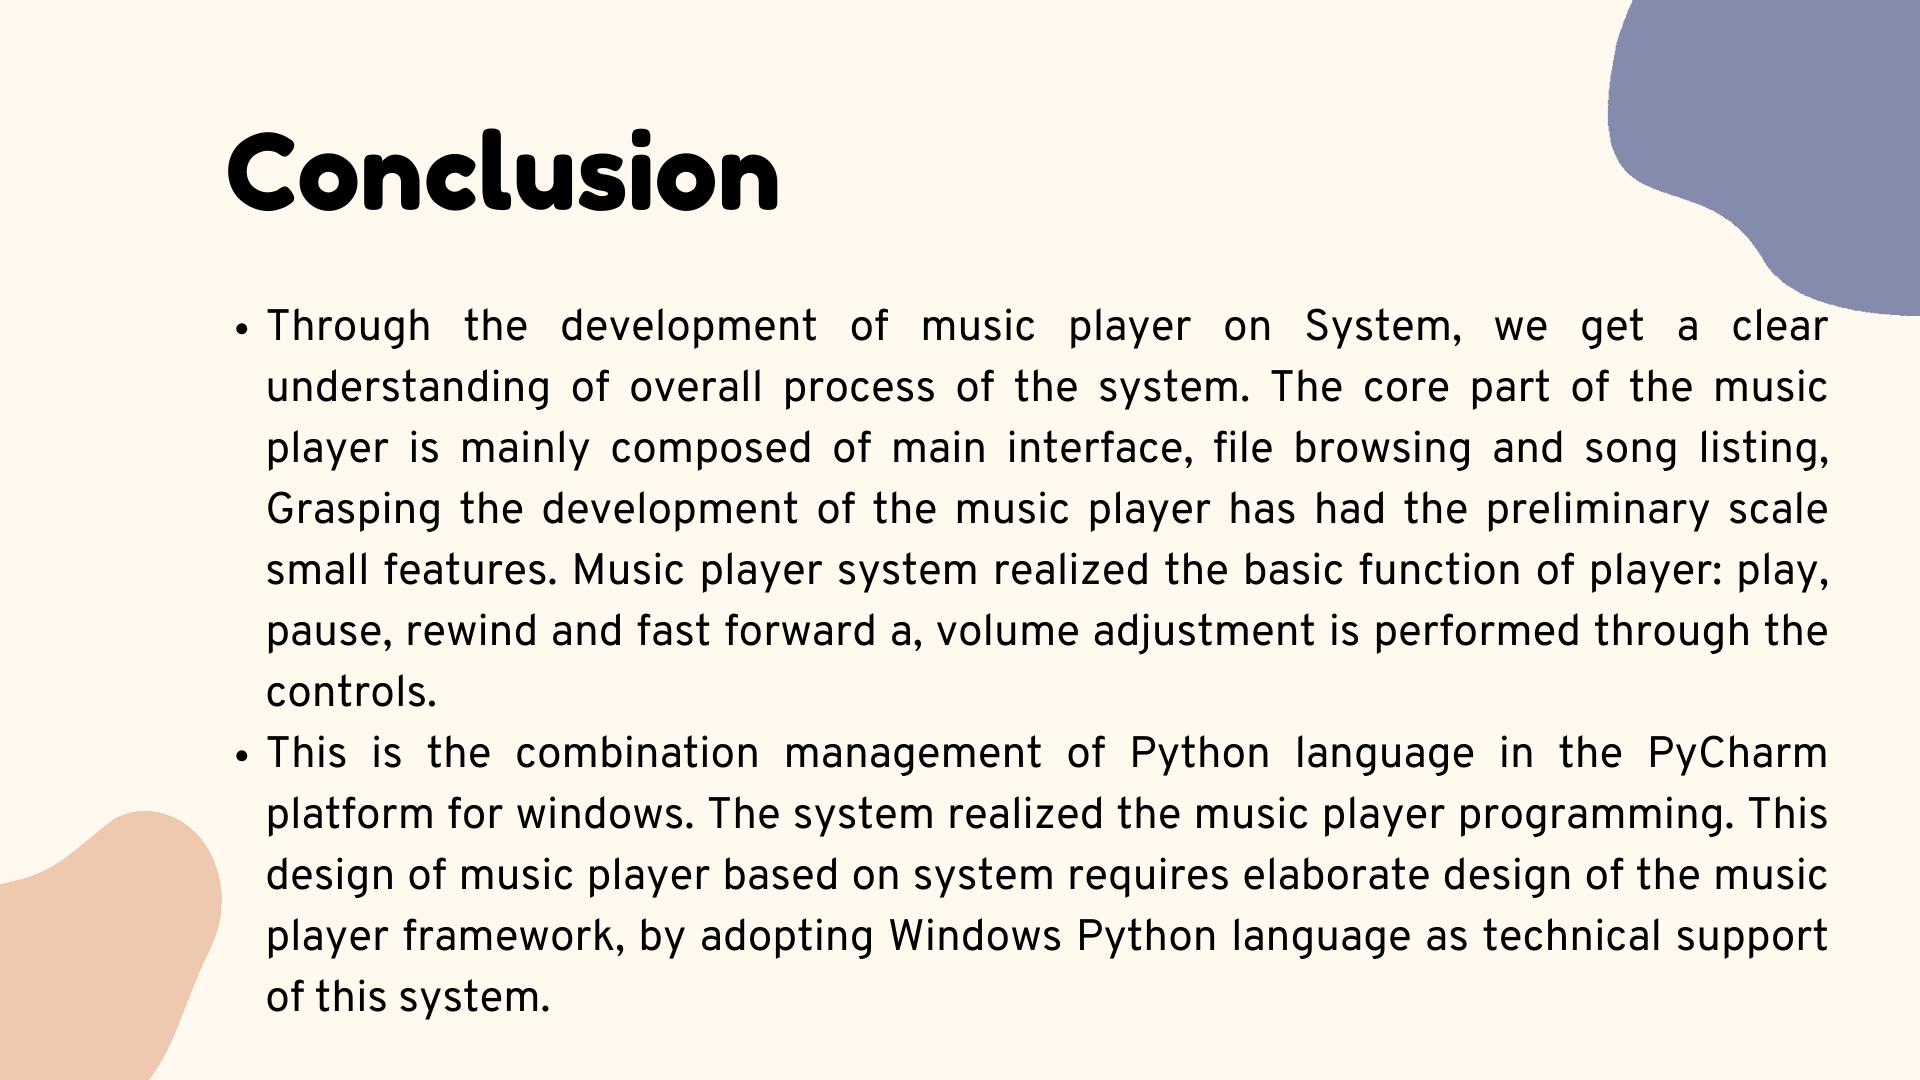 Conclusion
• Through the development of music player on System, we get a clear
understanding of overall process of the system. The core part of the music
player is mainly composed of main interface, file browsing and song listing,
Grasping the development of the music player has had the preliminary scale
small features. Music player system realized the basic function of player: play,
pause, rewind and fast forward a, volume adjustment is performed through the
controls.
• This is the combination management of Python language in the PyCharm
platform for windows. The system realized the music player programming. This
design of music player based on system requires elaborate design of the music
player framework, by adopting Windows Python language as technical support
of this system.